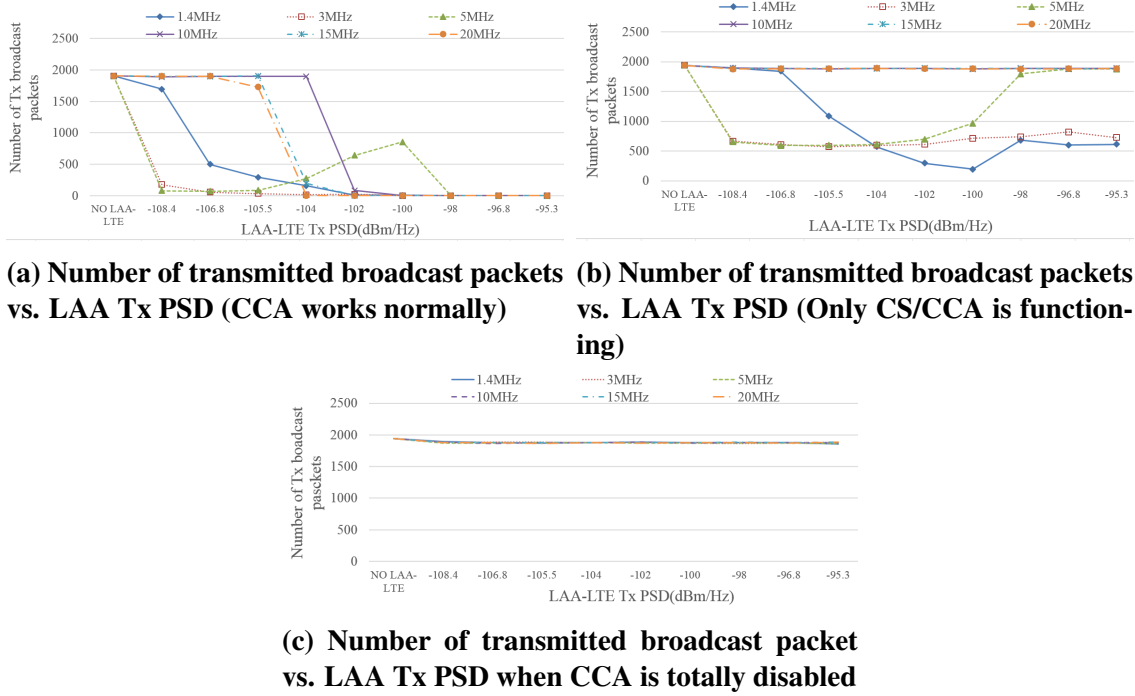 1.4MHz 3MHz 5MHz
10MHz 15MHz 20MHz
2500
2000
1500
1000
500
0
Number of Tx broadcast
packets
NO LAA-
LTE
-108.4 -106.8 -105.5 -104 -102 -100 -98 -96.8 -95.3
LAA-LTE Tx PSD(dBm/Hz)
(a) Number of transmitted broadcast packets
vs. LAA Tx PSD (CCA works normally)
1.4MHz 3MHz 5MHz
10MHz 15MHz 20MHz
2500
2000
1500
1000
500
0
Number of Tx broadcast
packets
NO LAA-
LTE
-108.4 -106.8 -105.5 -104 -102 -100 -98 -96.8 -95.3
LAA-LTE Tx PSD(dBm/Hz)
(b) Number of transmitted broadcast packets
vs. LAA Tx PSD (Only CS/CCA is function-
ing)
1.4MHz 3MHz 5MHz
10MHz 15MHz 20MHz
2500
2000
1500
1000
500
0
Number of Tx boadcast
pasckets
NO LAA-
LTE
-108.4 -106.8 -105.5 -104 -102 -100 -98 -96.8 -95.3
LAA-LTE Tx PSD(dBm/Hz)
(c) Number of transmitted broadcast packet
vs. LAA Tx PSD when CCA is totally disabled